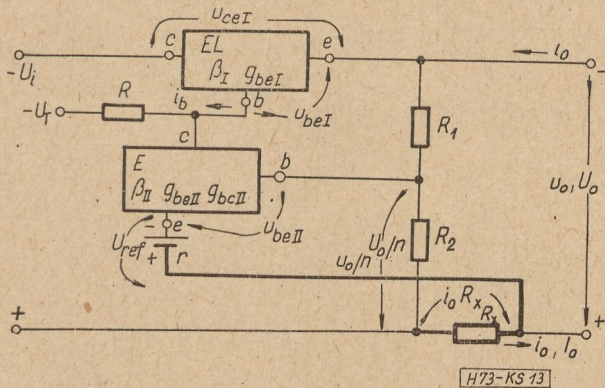 u_ceI
c EL e
β_I g_beI
-U_i
i_o
-
-U_r R i_b b
u_beI
c
E
β_II g_beII g_bcII
b
R_1
u_o, U_o
- e
u_beII
U_ref
+ r
U_o/n
u_o/n
R_2
i_o R_x
R_x
+
+
i_o, I_o
H73-KS 13